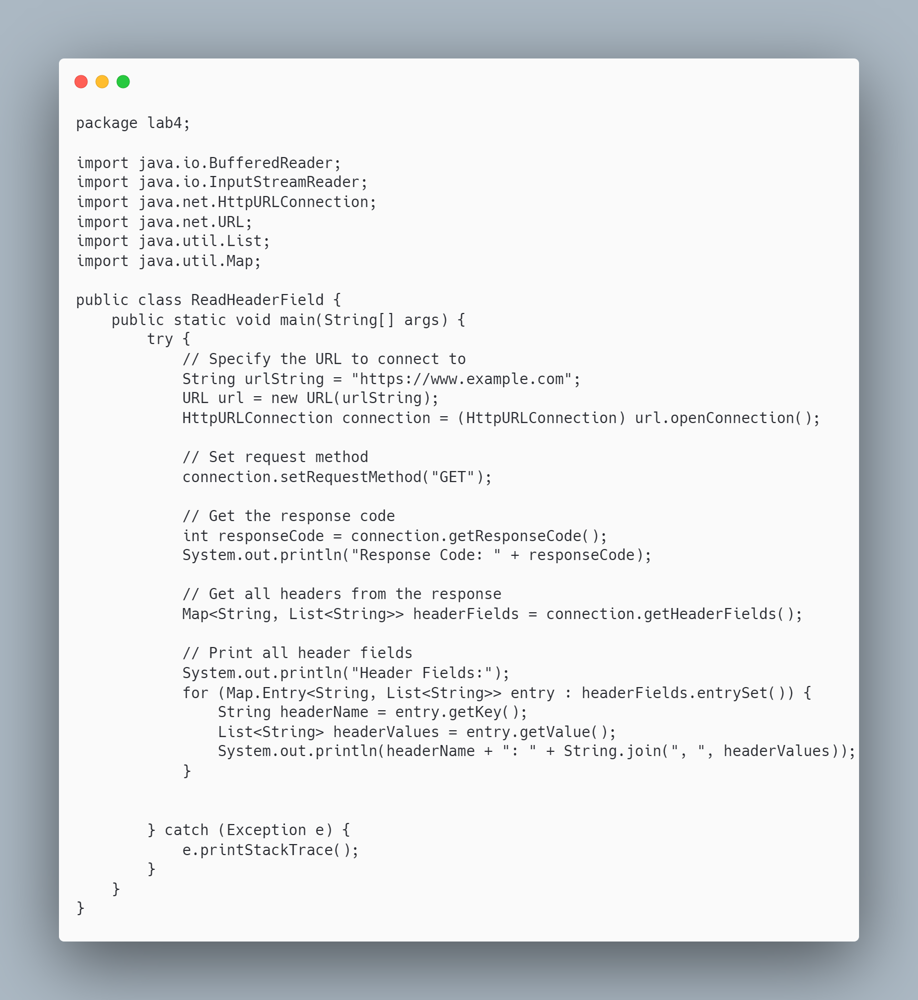 package lab4;

import java.io.BufferedReader;
import java.io.InputStreamReader;
import java.net.HttpURLConnection;
import java.net.URL;
import java.util.List;
import java.util.Map;

public class ReadHeaderField {
    public static void main(String[] args) {
        try {
            // Specify the URL to connect to
            String urlString = "https://www.example.com";
            URL url = new URL(urlString);
            HttpURLConnection connection = (HttpURLConnection) url.openConnection();

            // Set request method
            connection.setRequestMethod("GET");

            // Get the response code
            int responseCode = connection.getResponseCode();
            System.out.println("Response Code: " + responseCode);

            // Get all headers from the response
            Map<String, List<String>> headerFields = connection.getHeaderFields();

            // Print all header fields
            System.out.println("Header Fields:");
            for (Map.Entry<String, List<String>> entry : headerFields.entrySet()) {
                String headerName = entry.getKey();
                List<String> headerValues = entry.getValue();
                System.out.println(headerName + ": " + String.join(", ", headerValues));
            }


        } catch (Exception e) {
            e.printStackTrace();
        }
    }
}